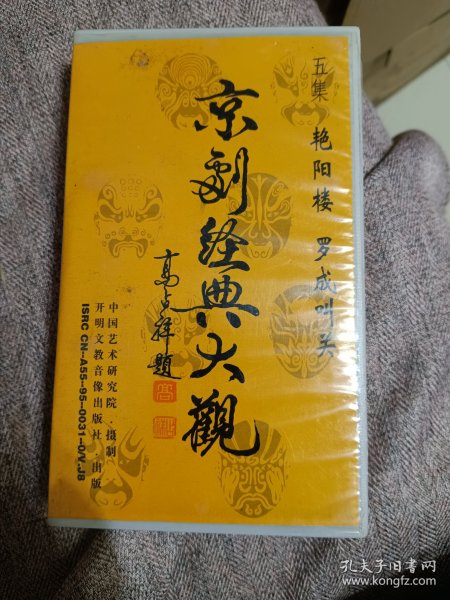 五集 艳阳楼 罗成叫关
京剧经典大觀
高占祥題
中国艺术研究院·摄制
开明文教音像出版社·出版
ISRC CN-A55-95-0031-0/V.J8
孔夫子旧书网
www.kongfz.com